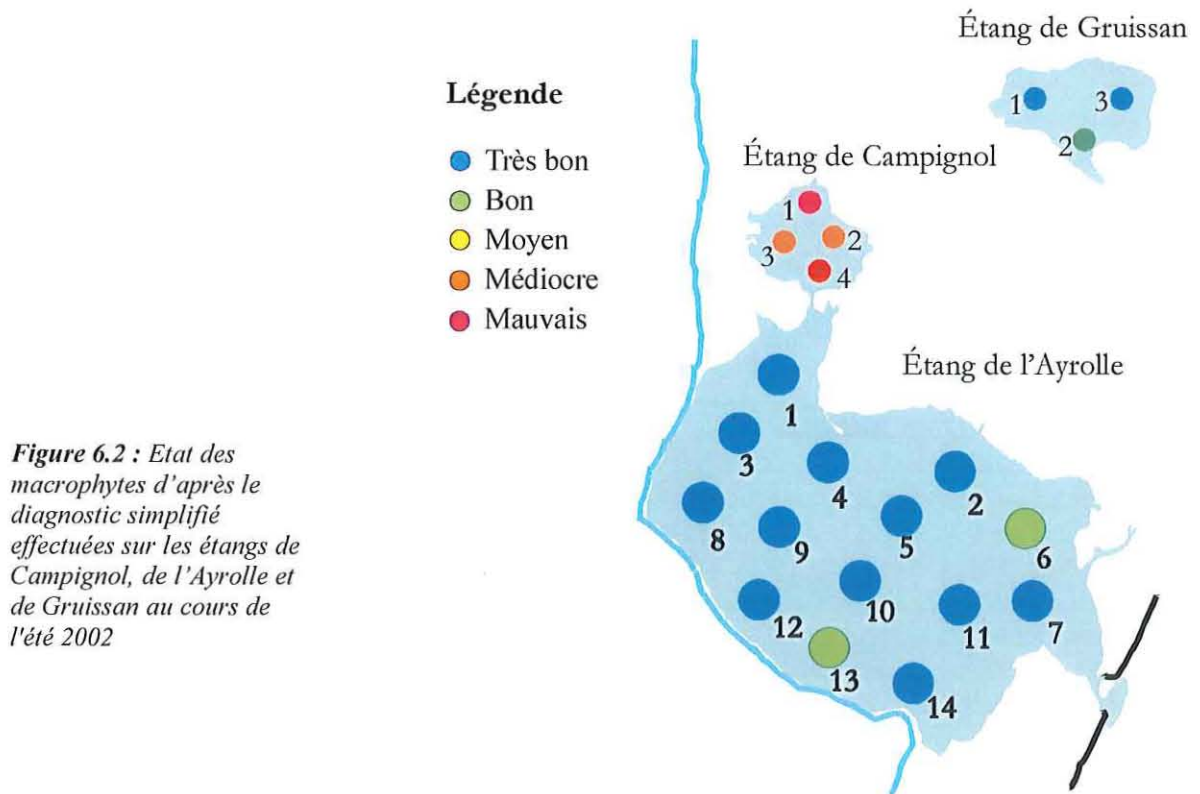 Étang de Gruissan
1
3
2
Légende
Très bon
Bon
Moyen
Médiocre
Mauvais
Étang de Campignol
1
2
3
4
Étang de l'Ayrolle
1
3
4
2
8
9
5
6
12
10
11
7
13
14
Figure 6.2 : Etat des
macrophytes d'après le
diagnostic simplifié
effectuées sur les étangs de
Campignol, de l'Ayrolle et
de Gruissan au cours de
l'été 2002